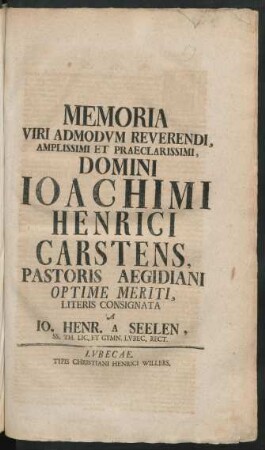 MEMORIA
VIRI ADMODVM REVERENDI,
AMPLISSIMI ET PRAECLARISSIMI,
DOMINI
IOACHIMI
HENRICI
CARSTENS,
PASTORIS AEGIDIANI
OPTIME MERITI,
LITERIS CONSIGNATA
A
IO. HENR. A SEELEN,
SS. TH. LIC. ET GYMN. LVBEC. RECT.
LVBECAE,
TYPIS CHRISTIANI HENRICI WILLERS.